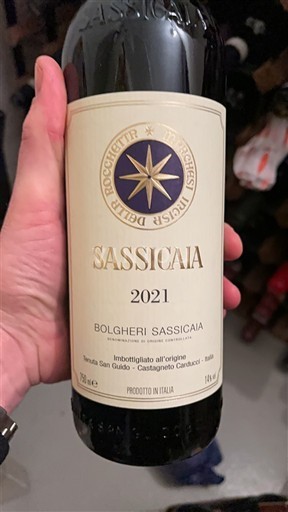 MARCHESI INCISA DELLA ROCCHETTA
SASSICAIA
2021
BOLGHERI SASSICAIA
DENOMINAZIONE DI ORIGINE CONTROLLATA
Imbottigliato all'origine
Tenuta San Guido - Castagneto Carducci - Italia
750 ml e 14% vol
PRODOTTO IN ITALIA